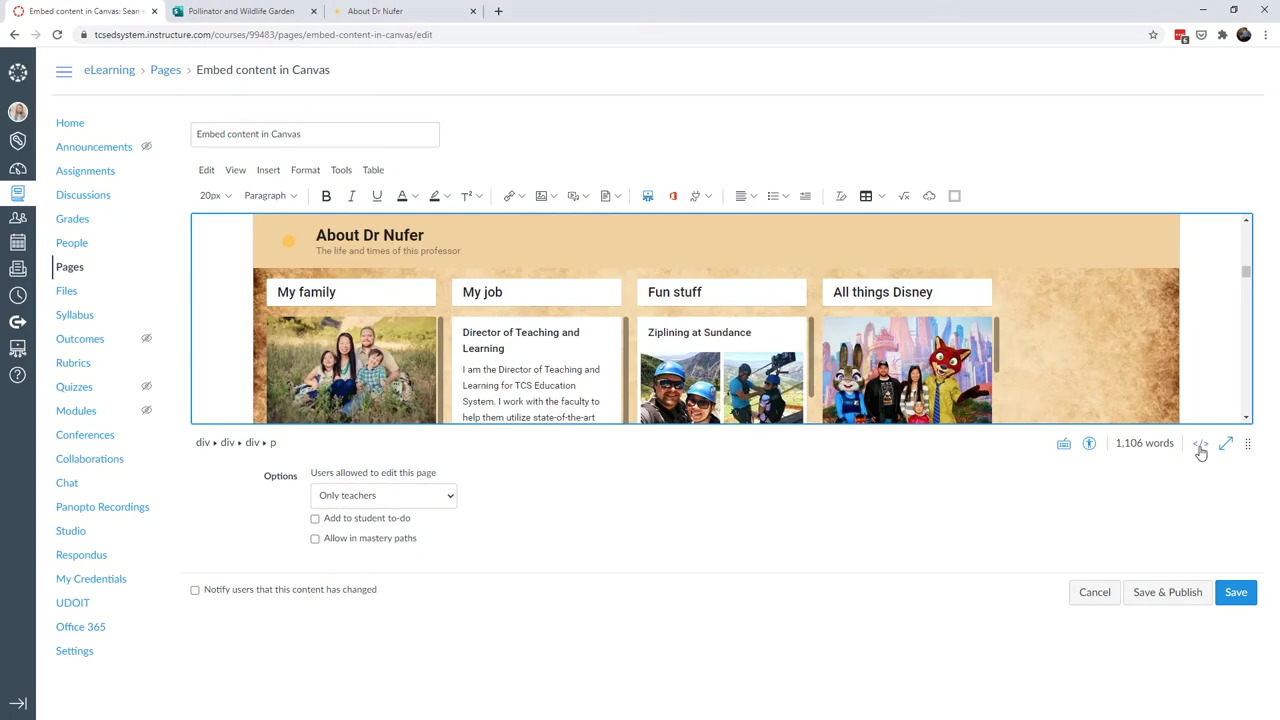 Embed content in Canvas: Sean
Pollinator and Wildlife Garden
About Dr Nufer
tcsedsystem.instructure.com/courses/99483/pages/embed-content-in-canvas/edit
6
eLearning › Pages › Embed content in Canvas
Home
Announcements
Assignments
Discussions
Grades
People
Pages
Files
Syllabus
Outcomes
Rubrics
Quizzes
Modules
Conferences
Collaborations
Chat
Panopto Recordings
Studio
Respondus
My Credentials
UDOIT
Office 365
Settings
Embed content in Canvas
Edit View Insert Format Tools Table
20px Paragraph B I U A T²
About Dr Nufer
The life and times of this professor
My family
My job
Fun stuff
All things Disney
Director of Teaching and
Learning
I am the Director of Teaching and
Learning for TCS Education
System. I work with the faculty to
help them utilize state-of-the-art
Ziplining at Sundance
div ▸ div ▸ div ▸ p
1,106 words
</>
Options
Users allowed to edit this page
Only teachers
Add to student to-do
Allow in mastery paths
Notify users that this content has changed
Cancel
Save & Publish
Save